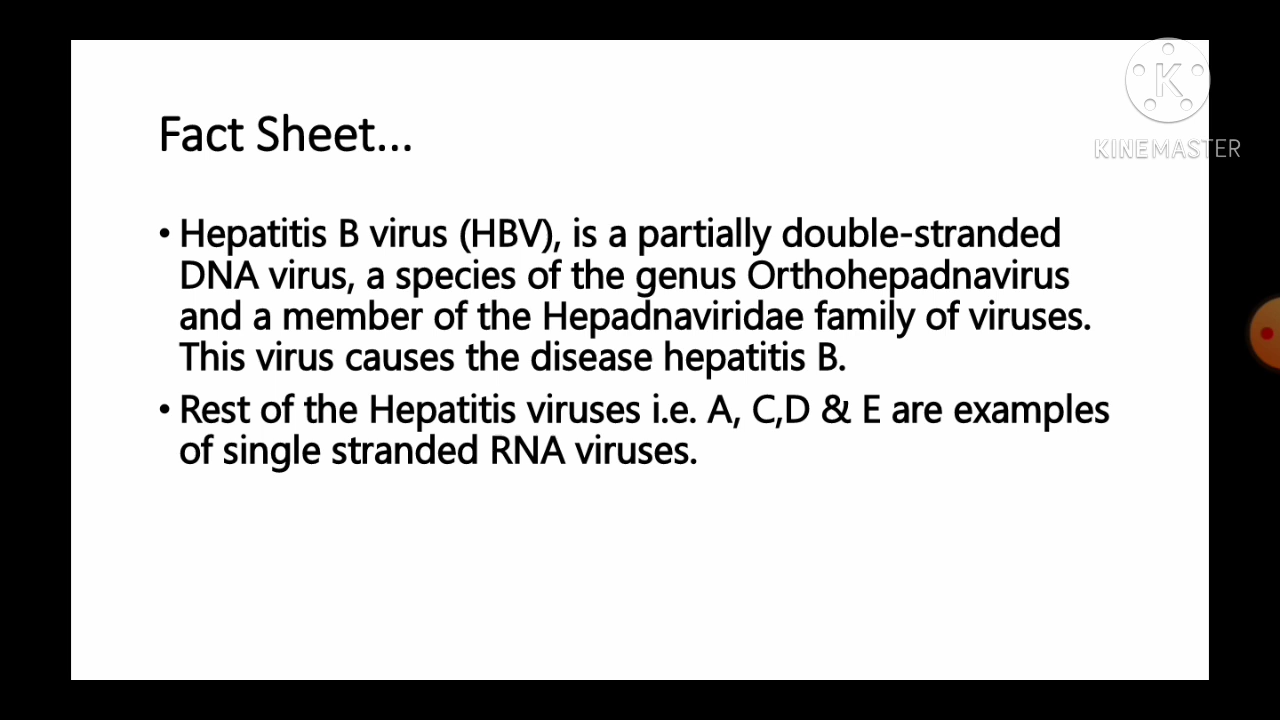 Fact Sheet...
K
KINEMASTER
• Hepatitis B virus (HBV), is a partially double-stranded
DNA virus, a species of the genus Orthohepadnavirus
and a member of the Hepadnaviridae family of viruses.
This virus causes the disease hepatitis B.
• Rest of the Hepatitis viruses i.e. A, C,D & E are examples
of single stranded RNA viruses.